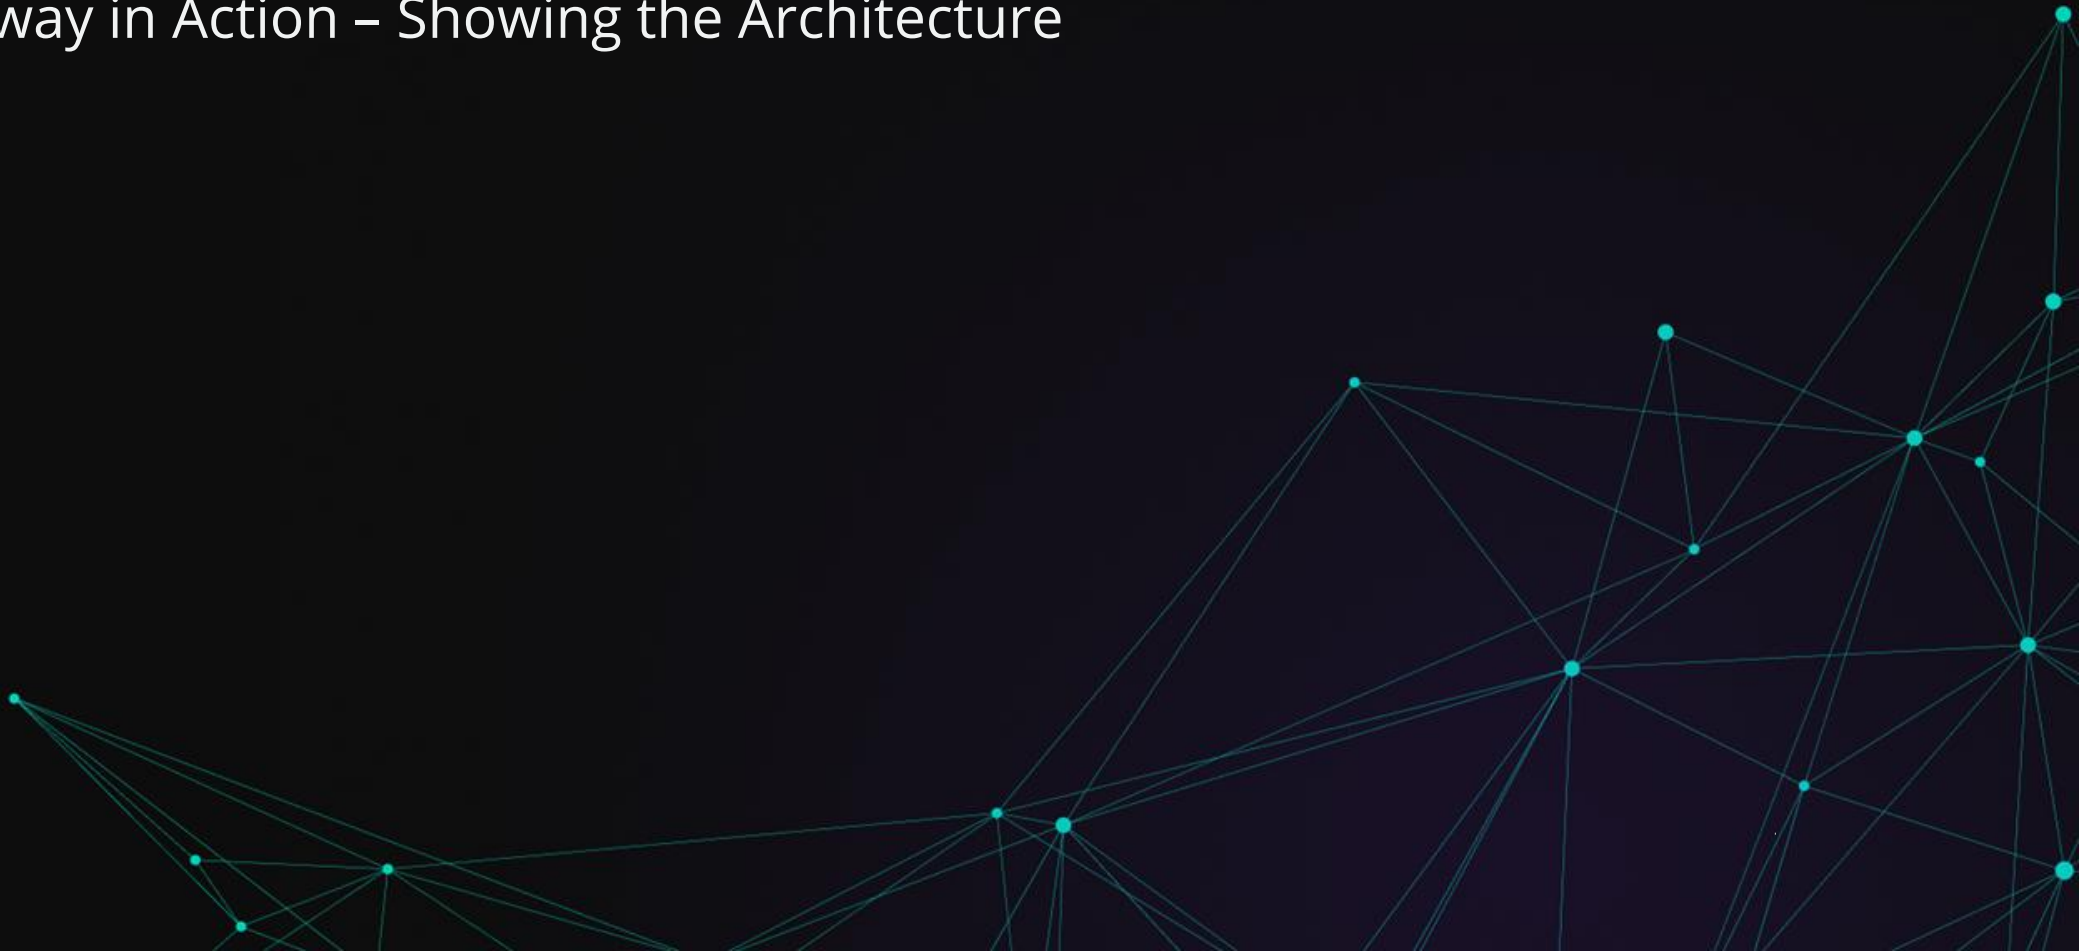 way in Action – Showing the Architecture